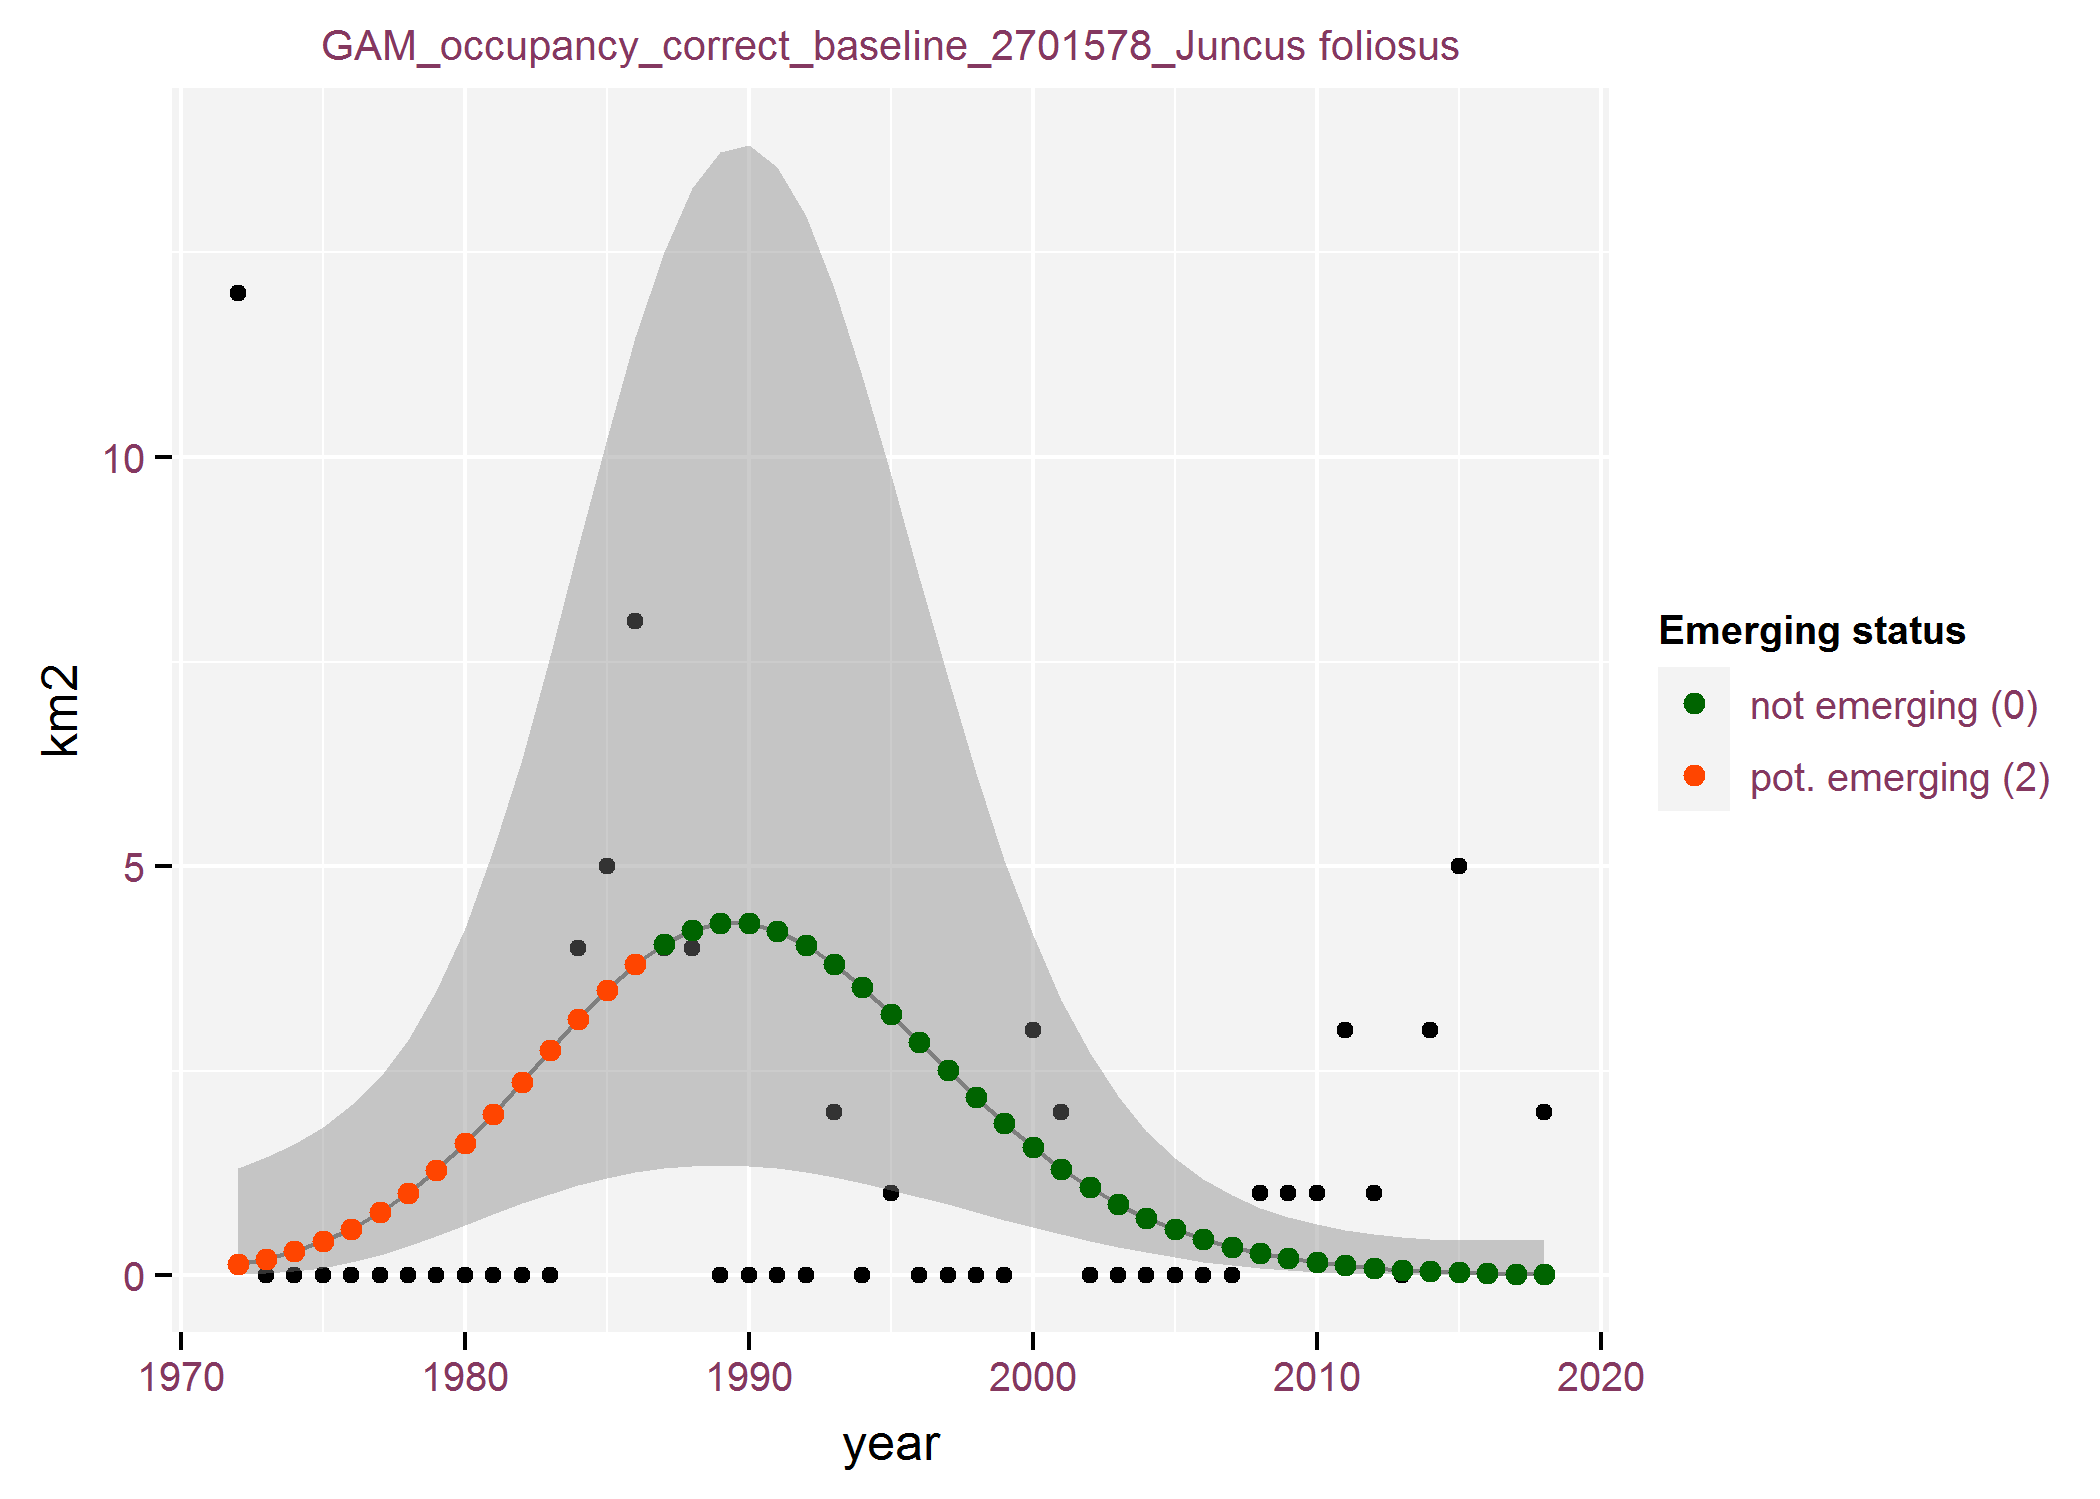 GAM_occupancy_correct_baseline_2701578_Juncus foliosus
10
5
0
km2
1970 1980 1990 2000 2010 2020
year
Emerging status
not emerging (0)
pot. emerging (2)